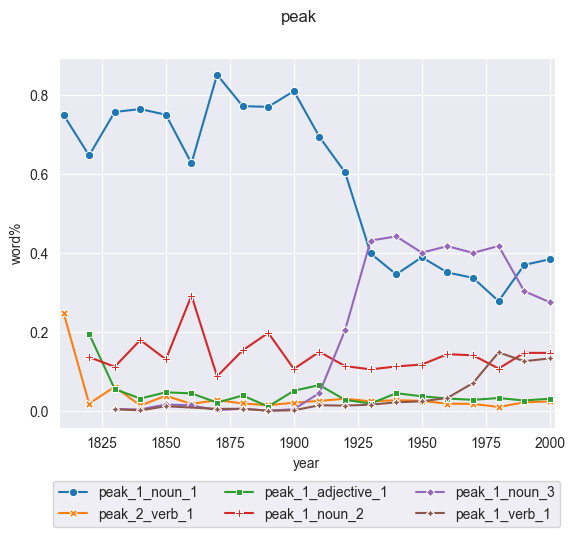 peak
0.8
0.6
0.4
0.2
0.0
word%
1825 1850 1875 1900 1925 1950 1975 2000
year
peak_1_noun_1 peak_1_adjective_1 peak_1_noun_3
peak_2_verb_1 peak_1_noun_2 peak_1_verb_1